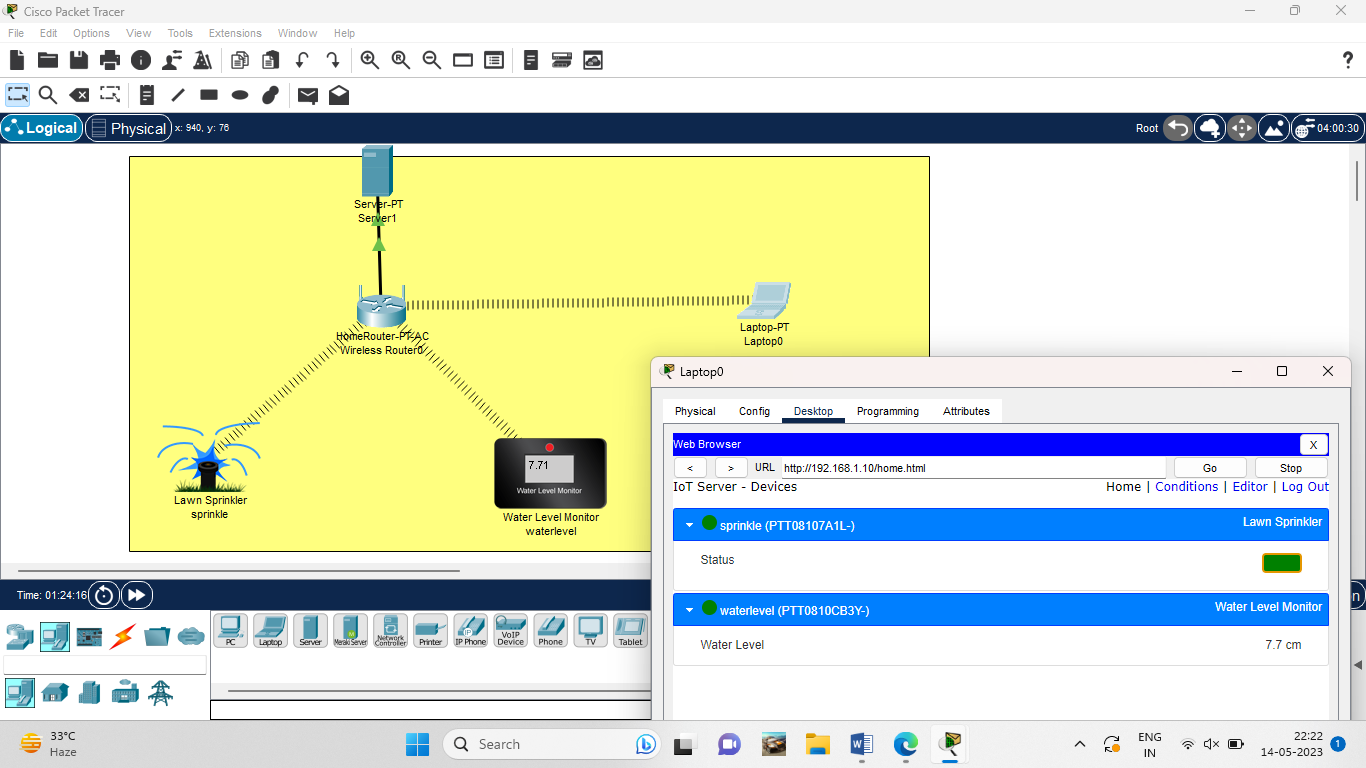 Cisco Packet Tracer
File Edit Options View Tools Extensions Window Help
Logical Physical x: 940, y: 76 Root 04:00:30
Server-PT
Server1
HomeRouter-PT-AC
Wireless Router0
Laptop-PT
Laptop0
Lawn Sprinkler
sprinkle
7.71
Water Level Monitor
Water Level Monitor
waterlevel
Laptop0
Physical Config Desktop Programming Attributes
Web Browser X
< > URL http://192.168.1.10/home.html Go Stop
IoT Server - Devices Home | Conditions | Editor | Log Out
sprinkle (PTT08107A1L-) Lawn Sprinkler
Status
waterlevel (PTT0810CB3Y-) Water Level Monitor
Water Level 7.7 cm
Time: 01:24:16 n
PC Laptop Server Meraki Server Network Controller Printer IP Phone VoIP Device Phone TV Tablet
33°C
Haze
Search
ENG
IN
22:22
14-05-2023
1